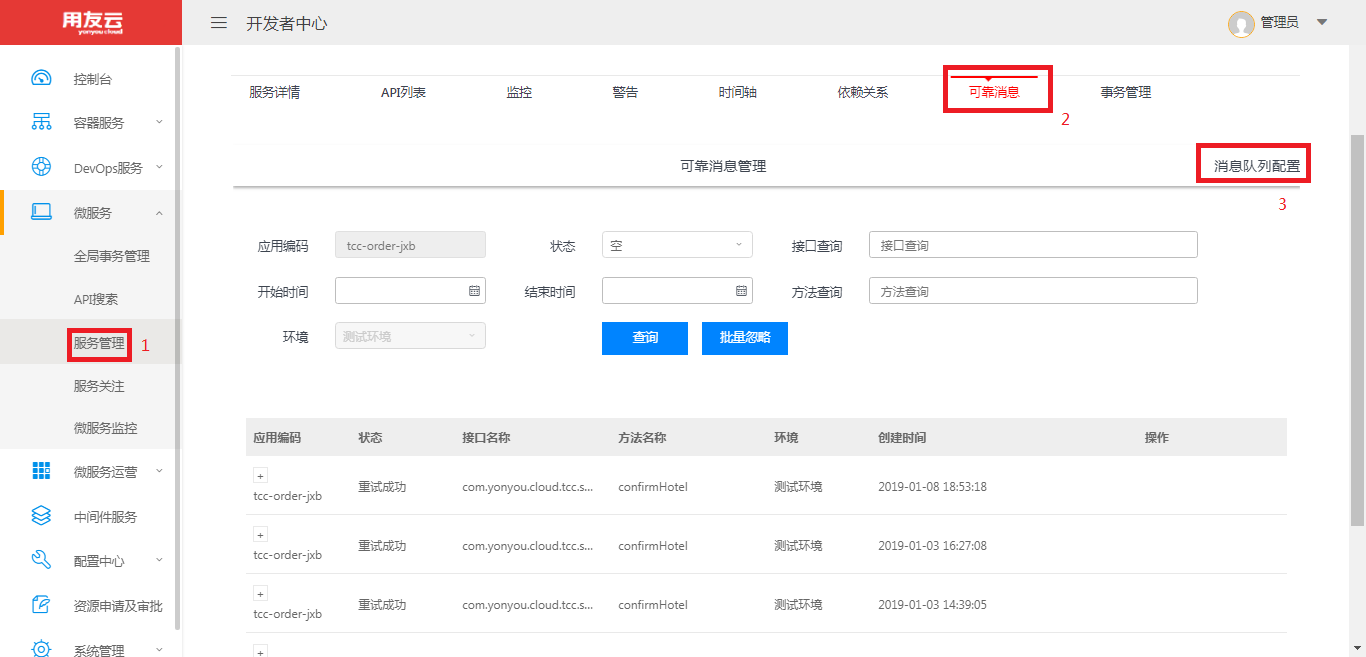 用友云
yonyou cloud
开发者中心
管理员
控制台
容器服务
DevOps服务
微服务
全局事务管理
API搜索
服务管理
1
服务关注
微服务监控
微服务运营
中间件服务
配置中心
资源申请及审批
系统管理
服务详情
API列表
监控
警告
时间轴
依赖关系
可靠消息
事务管理
2
可靠消息管理
消息队列配置
3
应用编码
tcc-order-jxb
状态
空
接口查询
接口查询
开始时间
结束时间
方法查询
方法查询
环境
测试环境
查询
批量忽略
应用编码 状态 接口名称 方法名称 环境 创建时间 操作
+
tcc-order-jxb 重试成功 com.yonyou.cloud.tcc.s... confirmHotel 测试环境 2019-01-08 18:53:18
+
tcc-order-jxb 重试成功 com.yonyou.cloud.tcc.s... confirmHotel 测试环境 2019-01-03 16:27:08
+
tcc-order-jxb 重试成功 com.yonyou.cloud.tcc.s... confirmHotel 测试环境 2019-01-03 14:39:05
+